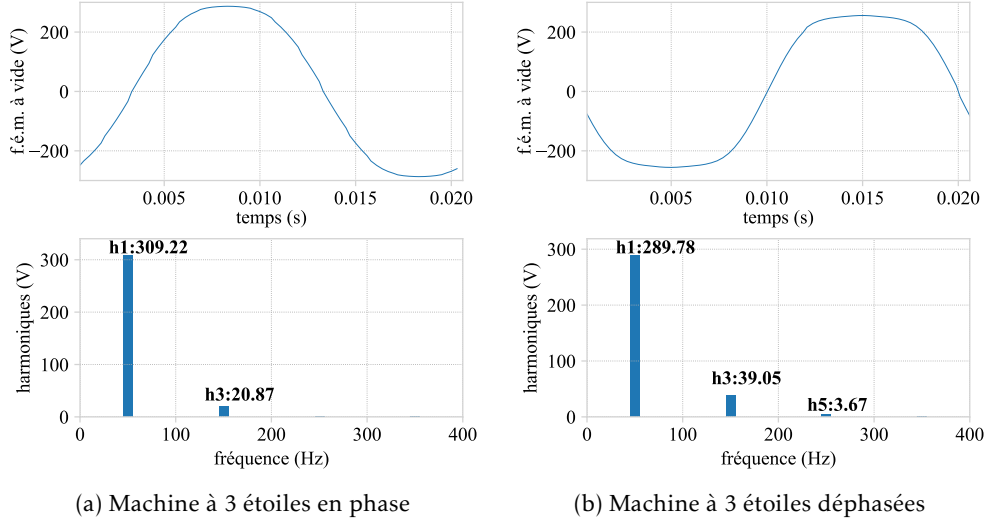 f.é.m. à vide (V)
200
0
−200
0.005
0.010
0.015
0.020
temps (s)
f.é.m. à vide (V)
200
0
−200
0.005
0.010
0.015
0.020
temps (s)
harmoniques (V)
300
200
100
0
h1:309.22
h3:20.87
0
100
200
300
400
fréquence (Hz)
harmoniques (V)
300
200
100
0
h1:289.78
h3:39.05
h5:3.67
0
100
200
300
400
fréquence (Hz)
(a) Machine à 3 étoiles en phase
(b) Machine à 3 étoiles déphasées